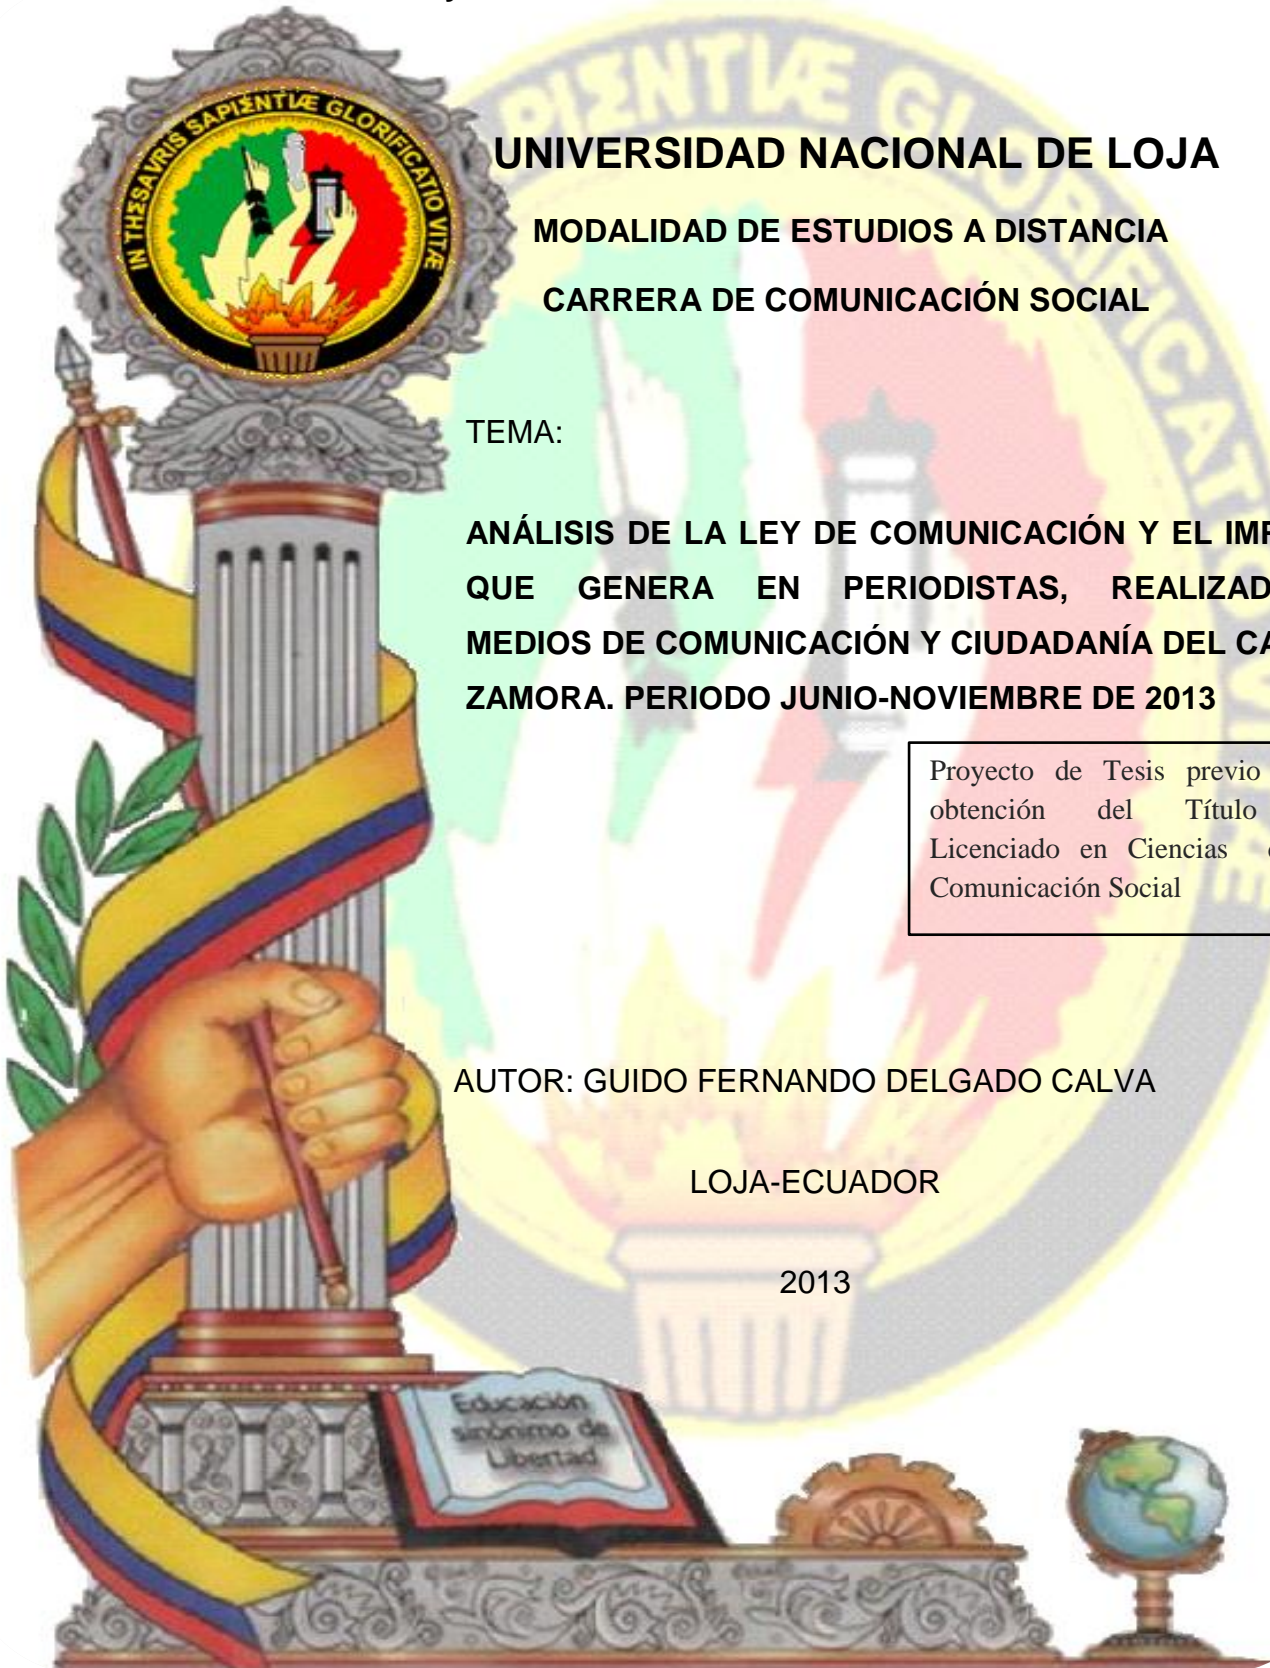 IN THESAVRIS SAPIENTIÆ GLORIFICATIO VITÆ
UNIVERSIDAD NACIONAL DE LOJA
MODALIDAD DE ESTUDIOS A DISTANCIA
CARRERA DE COMUNICACIÓN SOCIAL
TEMA:
ANÁLISIS DE LA LEY DE COMUNICACIÓN Y EL
QUE GENERA EN PERIODISTAS,
MEDIOS DE COMUNICACIÓN Y CIUDADANÍA DEL
ZAMORA. PERIODO JUNIO-NOVIEMBRE DE 2013
Proyecto de Tesis previo
obtención del Título
Licenciado en Ciencias
Comunicación Social
AUTOR: GUIDO FERNANDO DELGADO CALVA
LOJA-ECUADOR
2013
Educación
sinónimo de
Libertad